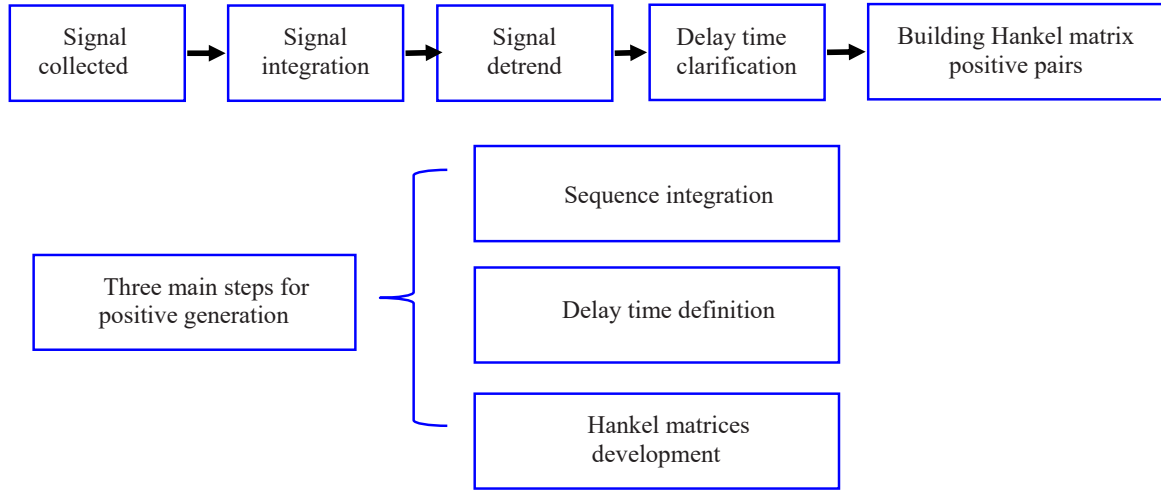 Signal
collected
Signal
integration
Signal
detrend
Delay time
clarification
Building Hankel matrix
positive pairs
Sequence integration
Three main steps for
positive generation
Delay time definition
Hankel matrices
development